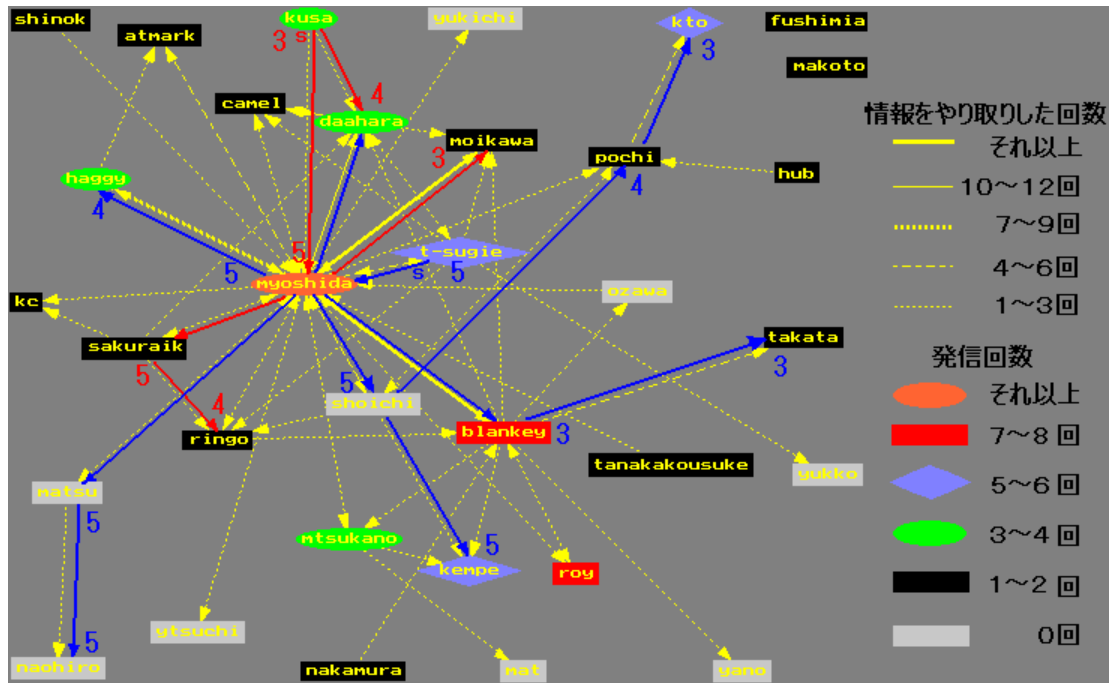 shinok
atmark
kusa
3 s
yukichi
kto
3
fushimia
makoto
情報をやり取りした回数
それ以上
10～12回
7～9回
4～6回
1～3回
camel
4
daahara
3
moikawa
pochi
4
hub
haggy
4
5
5
myoshida
t-sugie
s
5
ozawa
kc
sakuraik
5
4
ringo
5
shoichi
blankey
3
takata
3
tanakakousuke
yukko
発信回数
それ以上
7～8回
5～6回
3～4回
1～2回
0回
matsu
5
mtsukano
5
kempe
roy
ytsuchi
5
naohiro
nakamura
mat
yano